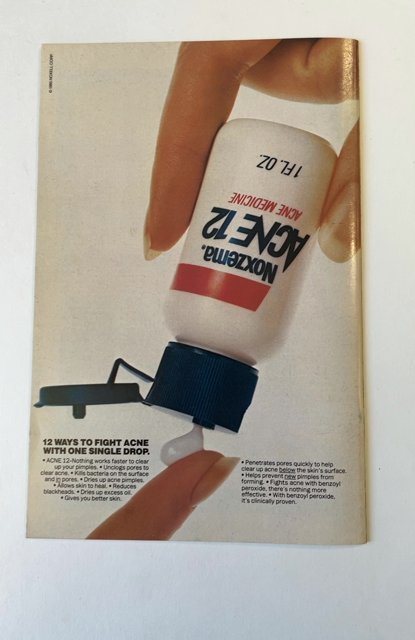 © 1985 NOXELL CORP.
1 FL. OZ.
ACNE MEDICINE
ACNE 12
Noxzema.
12 WAYS TO FIGHT ACNE
WITH ONE SINGLE DROP.
• ACNE 12-Nothing works faster to clear
up your pimples. • Unclogs pores to
clear acne. • Kills bacteria on the surface
and in pores. • Dries up acne pimples.
• Allows skin to heal. • Reduces
blackheads. • Dries up excess oil.
• Gives you better skin.
• Penetrates pores quickly to help
clear up acne below the skin's surface.
• Helps prevent new pimples from
forming. • Fights acne with benzoyl
peroxide, there's nothing more
effective. • With benzoyl peroxide,
it's clinically proven.